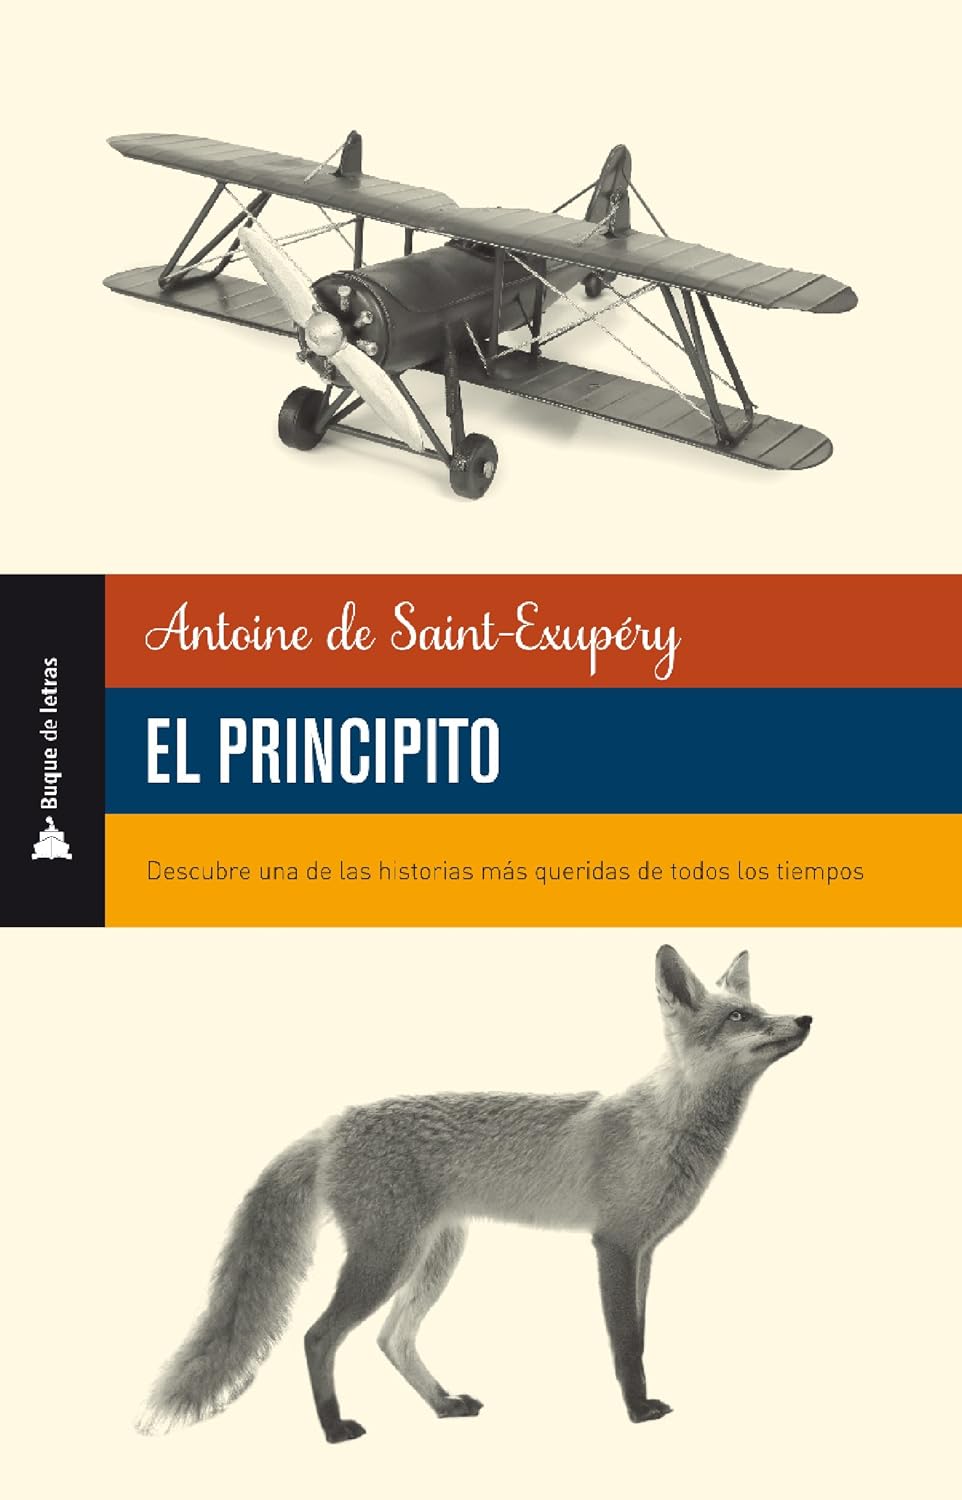 Antoine de Saint-Exupéry
EL PRINCIPITO
Descubre una de las historias más queridas de todos los tiempos
Buque de letras